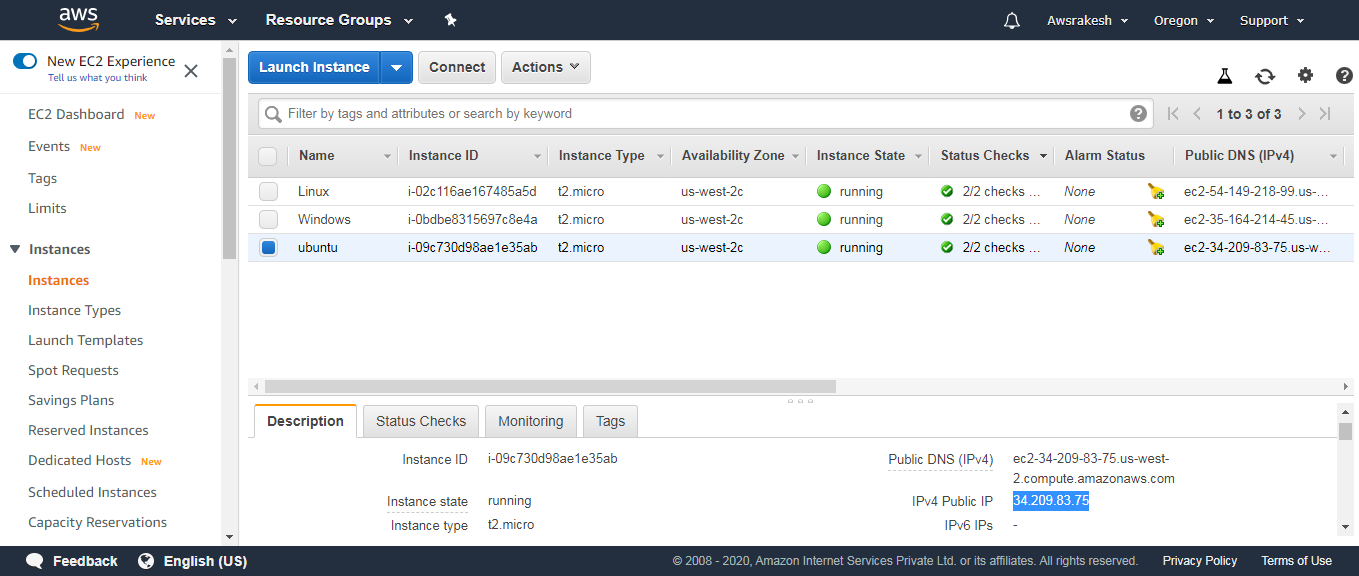 aws Services Resource Groups Awsrakesh Oregon Support
New EC2 Experience
Tell us what you think
EC2 Dashboard New
Events New
Tags
Limits
Instances
Instances
Instance Types
Launch Templates
Spot Requests
Savings Plans
Reserved Instances
Dedicated Hosts New
Scheduled Instances
Capacity Reservations
Launch Instance Connect Actions
Filter by tags and attributes or search by keyword 1 to 3 of 3
Name Instance ID Instance Type Availability Zone Instance State Status Checks Alarm Status Public DNS (IPv4)
Linux i-02c116ae167485a5d t2.micro us-west-2c running 2/2 checks ... None ec2-54-149-218-99.us-...
Windows i-0bdbe8315697c8e4a t2.micro us-west-2c running 2/2 checks ... None ec2-35-164-214-45.us-...
ubuntu i-09c730d98ae1e35ab t2.micro us-west-2c running 2/2 checks ... None ec2-34-209-83-75.us-w...
Description Status Checks Monitoring Tags
Instance ID i-09c730d98ae1e35ab Public DNS (IPv4) ec2-34-209-83-75.us-west-
2.compute.amazonaws.com
Instance state running IPv4 Public IP 34.209.83.75
Instance type t2.micro IPv6 IPs -
Feedback English (US) © 2008 - 2020, Amazon Internet Services Private Ltd. or its affiliates. All rights reserved. Privacy Policy Terms of Use